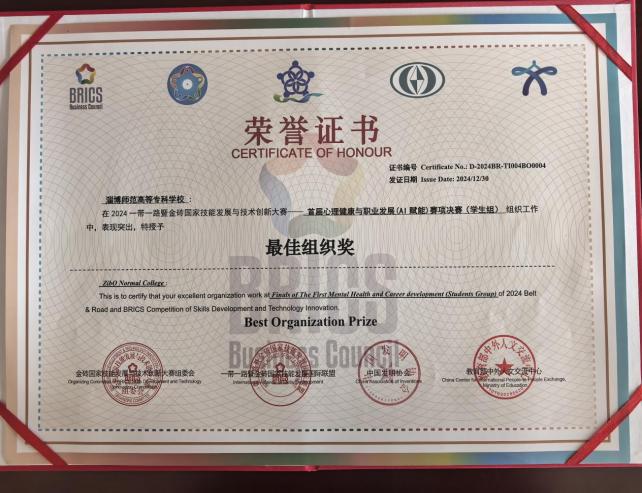 BRICS
Business Council
荣誉证书
CERTIFICATE OF HONOUR
证书编号 Certificate No.: D-2024BR-TI004BO0004
发证日期 Issue Date: 2024/12/30
淄博师范高等专科学校：
在 2024 一带一路暨金砖国家技能发展与技术创新大赛——首届心理健康与职业发展(AI 赋能)赛项决赛（学生组） 组织工作
中，表现突出，特授予
最佳组织奖
ZiBO Normal College:
This is to certify that your excellent organization work at Finals of The First Mental Health and Career development (Students Group) of 2024 Belt
& Road and BRICS Competition of Skills Development and Technology Innovation.
Best Organization Prize
BRICS
Business Council
金砖国家技能发展与技术创新大赛组委会
一带一路暨金砖国家技能发展国际联盟
中国发明协会
教育部中外人文交流中心
China Association of Inventions
China Center for International People-to-People Exchange,
Ministry of Education